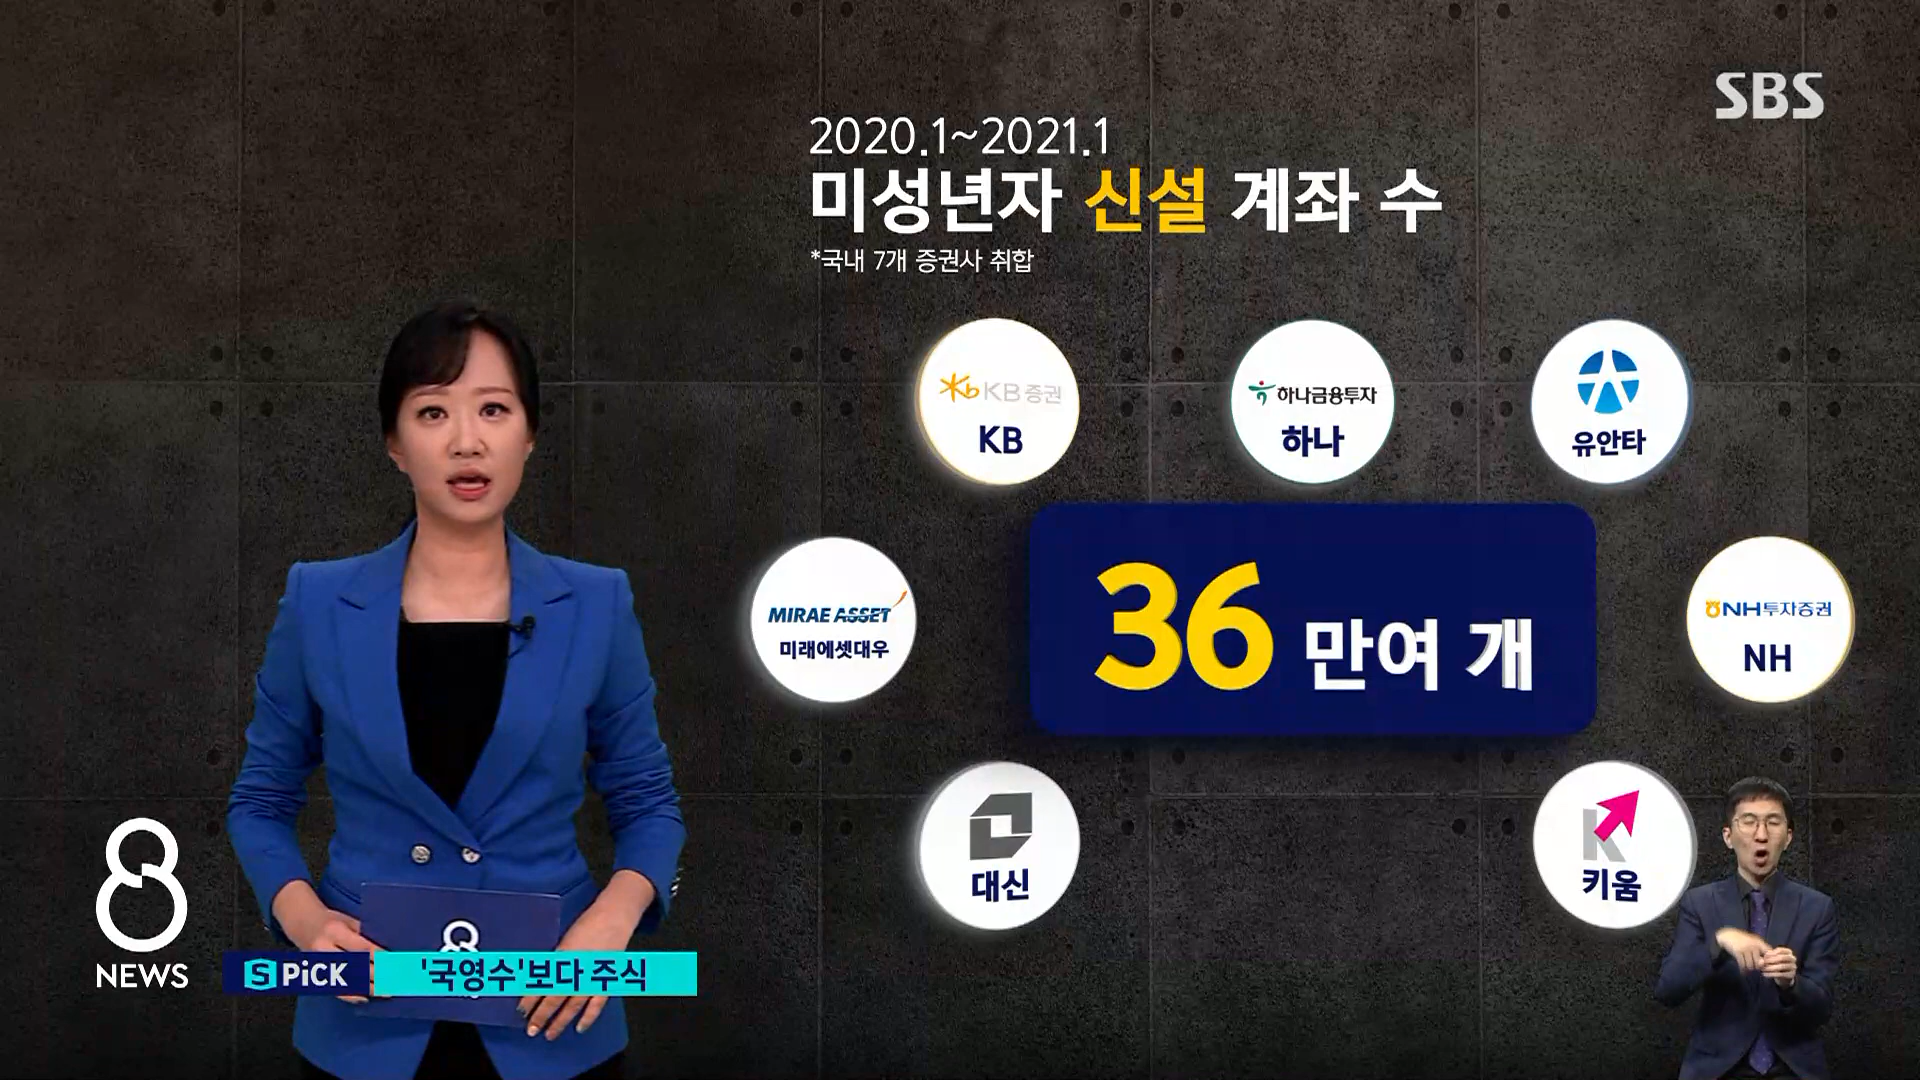 SBS
2020.1~2021.1
미성년자 신설 계좌 수
*국내 7개 증권사 취합
KB증권
KB
하나금융투자
하나
유안타
MIRAE ASSET
미래에셋대우
36만여 개
NH투자증권
NH
대신
K
키움
8
NEWS
8
S PiCK
'국영수'보다 주식